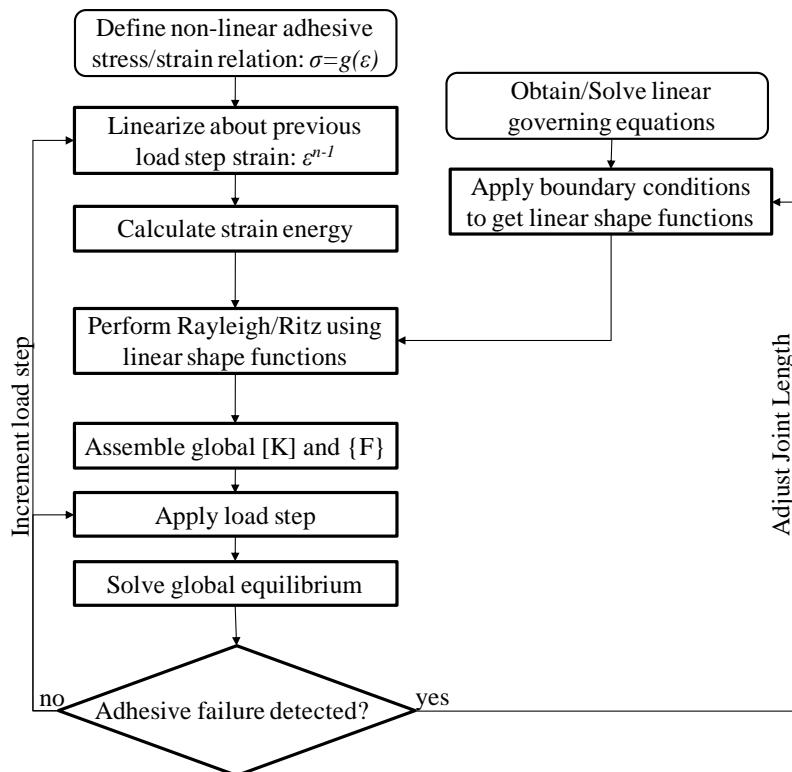 Define non-linear adhesive
stress/strain relation: σ=g(ε)
Linearize about previous
load step strain: εⁿ⁻¹
Calculate strain energy
Perform Rayleigh/Ritz using
linear shape functions
Assemble global [K] and {F}
Apply load step
Solve global equilibrium
Adhesive failure detected?
no
yes
Increment load step
Obtain/Solve linear
governing equations
Apply boundary conditions
to get linear shape functions
Adjust Joint Length